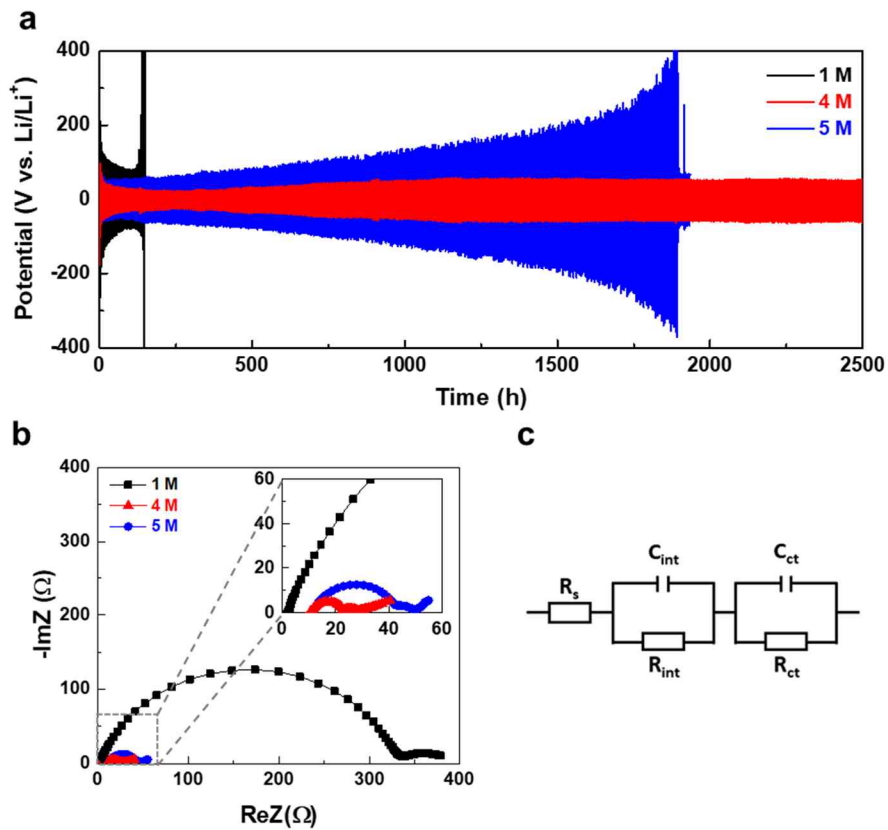 a
400
200
0
-200
-400
Potential (V vs. Li/Li⁺)
1 M
4 M
5 M
0
500
1000
1500
2000
2500
Time (h)
b
400
300
200
100
0
-ImZ (Ω)
1 M
4 M
5 M
60
40
20
0
0
20
40
60
0
100
200
300
400
ReZ(Ω)
c
Cint
Cct
Rs
Rint
Rct